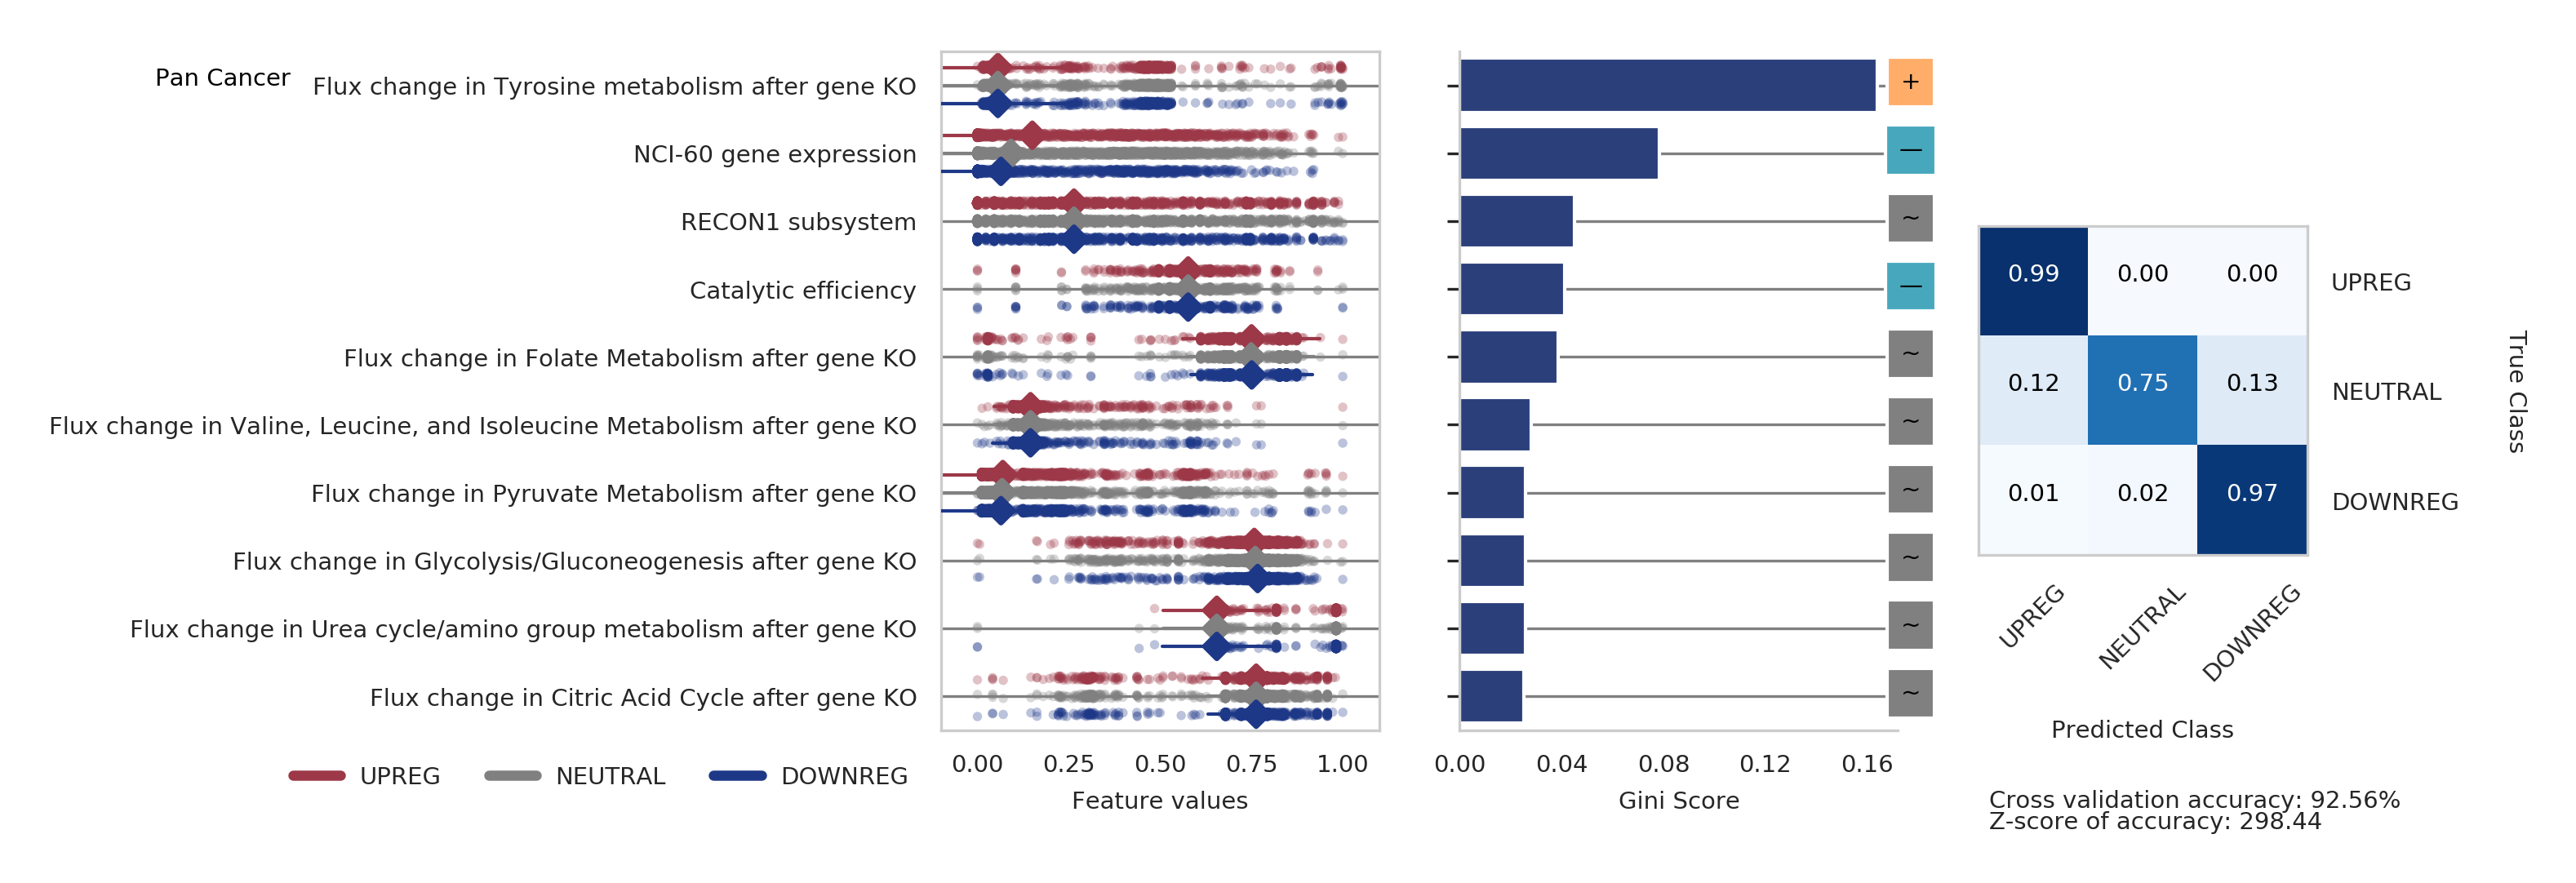 Pan Cancer
Flux change in Tyrosine metabolism after gene KO
NCI-60 gene expression
RECON1 subsystem
Catalytic efficiency
Flux change in Folate Metabolism after gene KO
Flux change in Valine, Leucine, and Isoleucine Metabolism after gene KO
Flux change in Pyruvate Metabolism after gene KO
Flux change in Glycolysis/Gluconeogenesis after gene KO
Flux change in Urea cycle/amino group metabolism after gene KO
Flux change in Citric Acid Cycle after gene KO
UPREG NEUTRAL DOWNREG
0.00 0.25 0.50 0.75 1.00
Feature values
+
—
~
—
~
~
~
~
~
~
0.00 0.04 0.08 0.12 0.16
Gini Score
0.99 0.00 0.00 UPREG
0.12 0.75 0.13 NEUTRAL
0.01 0.02 0.97 DOWNREG
True Class
UPREG NEUTRAL DOWNREG
Predicted Class
Cross validation accuracy: 92.56%
Z-score of accuracy: 298.44